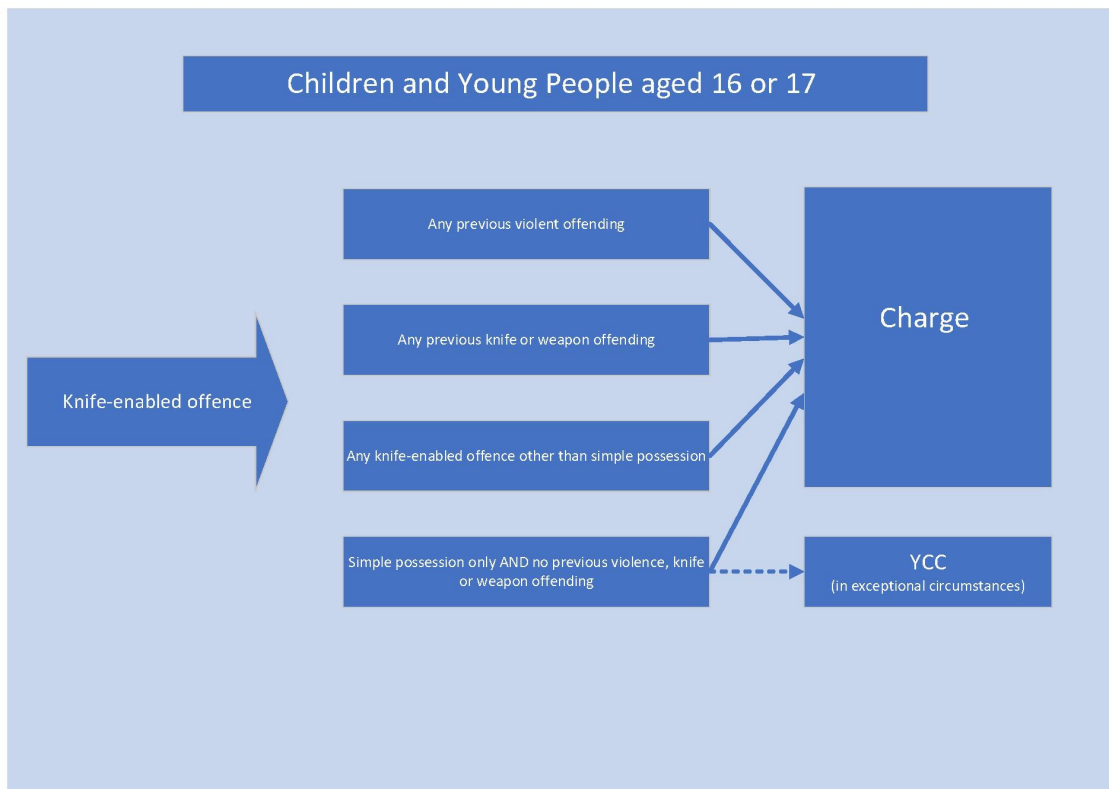 Children and Young People aged 16 or 17
Any previous violent offending
Any previous knife or weapon offending
Charge
Knife-enabled offence
Any knife-enabled offence other than simple possession
Simple possession only AND no previous violence, knife
or weapon offending
YCC
(in exceptional circumstances)